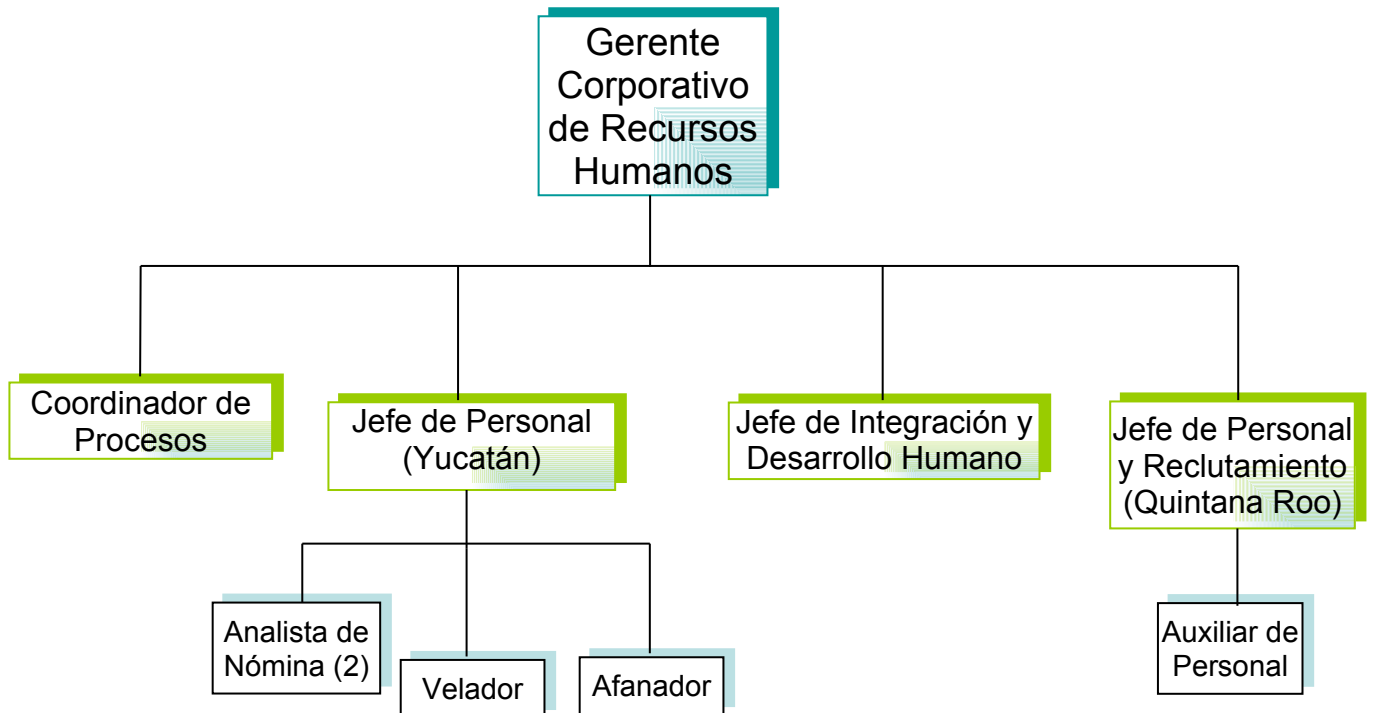 Gerente
Corporativo
de Recursos
Humanos
Coordinador de
Procesos
Jefe de Personal
(Yucatán)
Jefe de Integración y
Desarrollo Humano
Jefe de Personal
y Reclutamiento
(Quintana Roo)
Analista de
Nómina (2)
Velador
Afanador
Auxiliar de
Personal